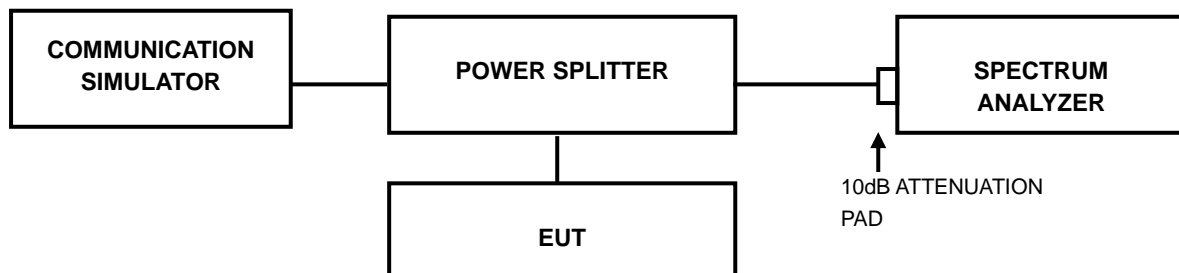 COMMUNICATION
SIMULATOR
POWER SPLITTER
SPECTRUM
ANALYZER
10dB ATTENUATION
PAD
EUT